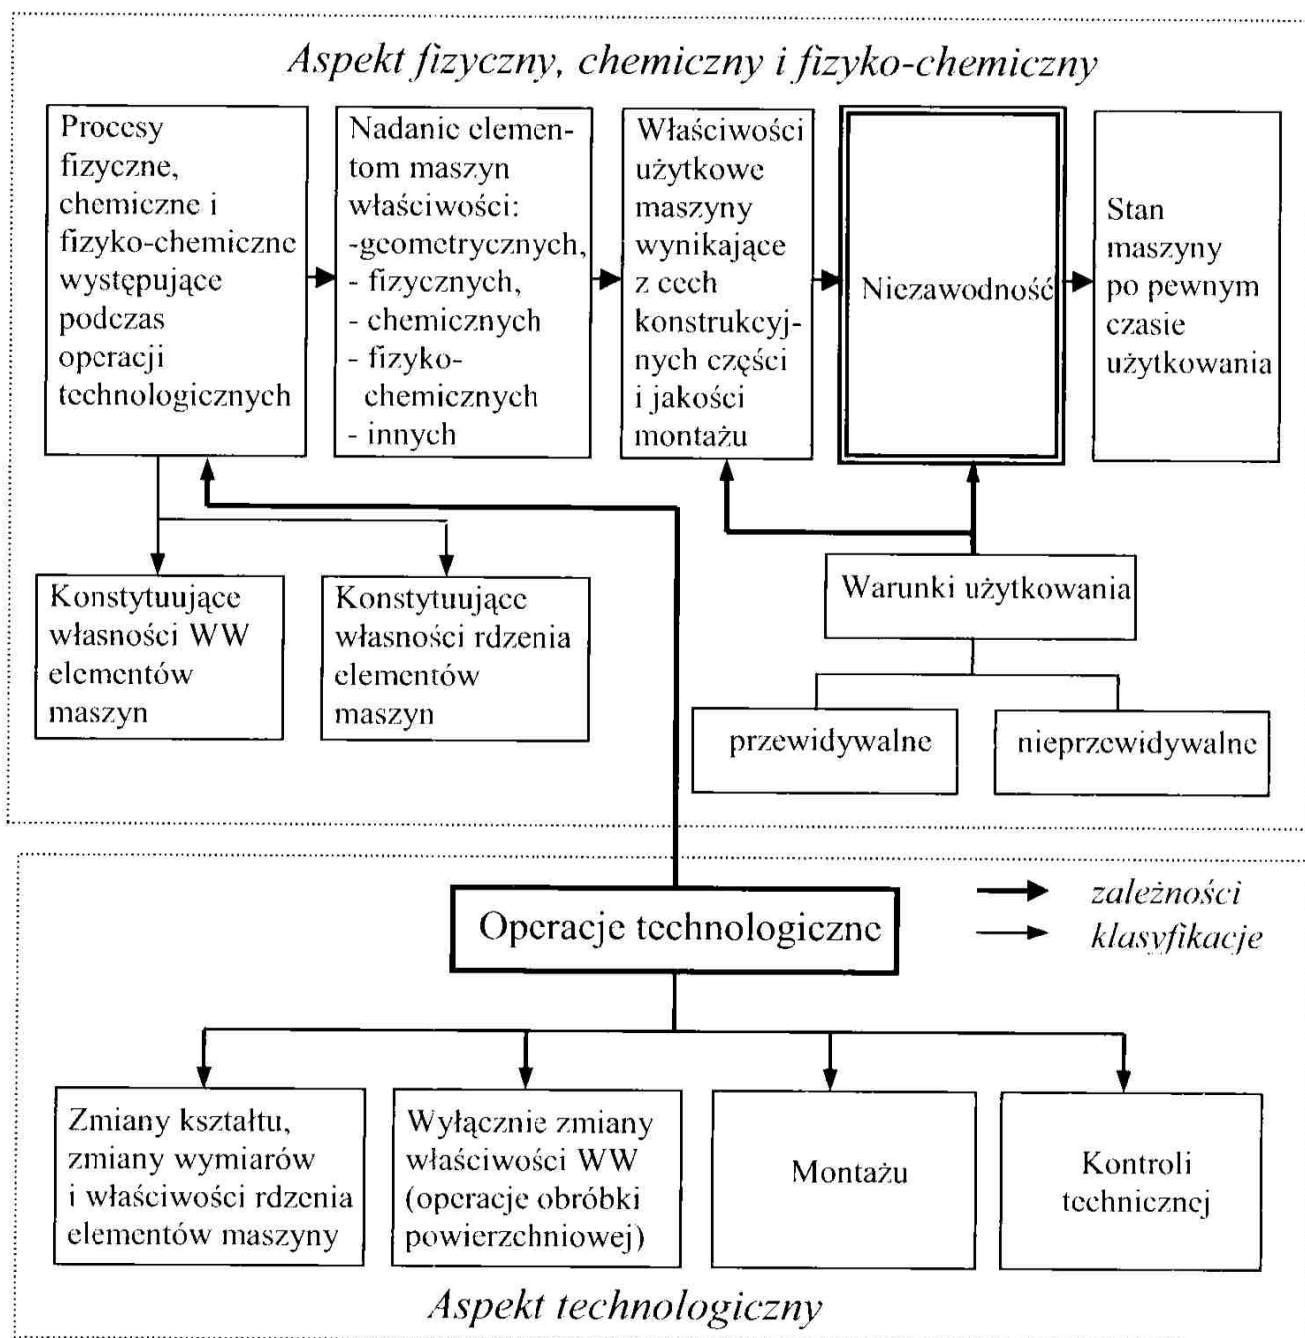 Aspekt fizyczny, chemiczny i fizyko-chemiczny
Procesy
fizyczne,
chemiczne i
fizyko-chemiczne
występujące
podczas
operacji
technologicznych
Nadanie elemen-
tom maszyn
właściwości:
-geometrycznych,
- fizycznych,
- chemicznych
- fizyko-
chemicznych
- innych
Właściwości
użytkowe
maszyny
wynikające
z cech
konstrukcyj-
nych części
i jakości
montażu
Niezawodność
Stan
maszyny
po pewnym
czasie
użytkowania
Konstytuujące
własności WW
elementów
maszyn
Konstytuujące
własności rdzenia
elementów
maszyn
Warunki użytkowania
przewidywalne
nieprzewidywalne
Operacje technologiczne
zależności
klasyfikacje
Zmiany kształtu,
zmiany wymiarów
i właściwości rdzenia
elementów maszyny
Wyłącznie zmiany
właściwości WW
(operacje obróbki
powierzchniowej)
Montażu
Kontroli
technicznej
Aspekt technologiczny